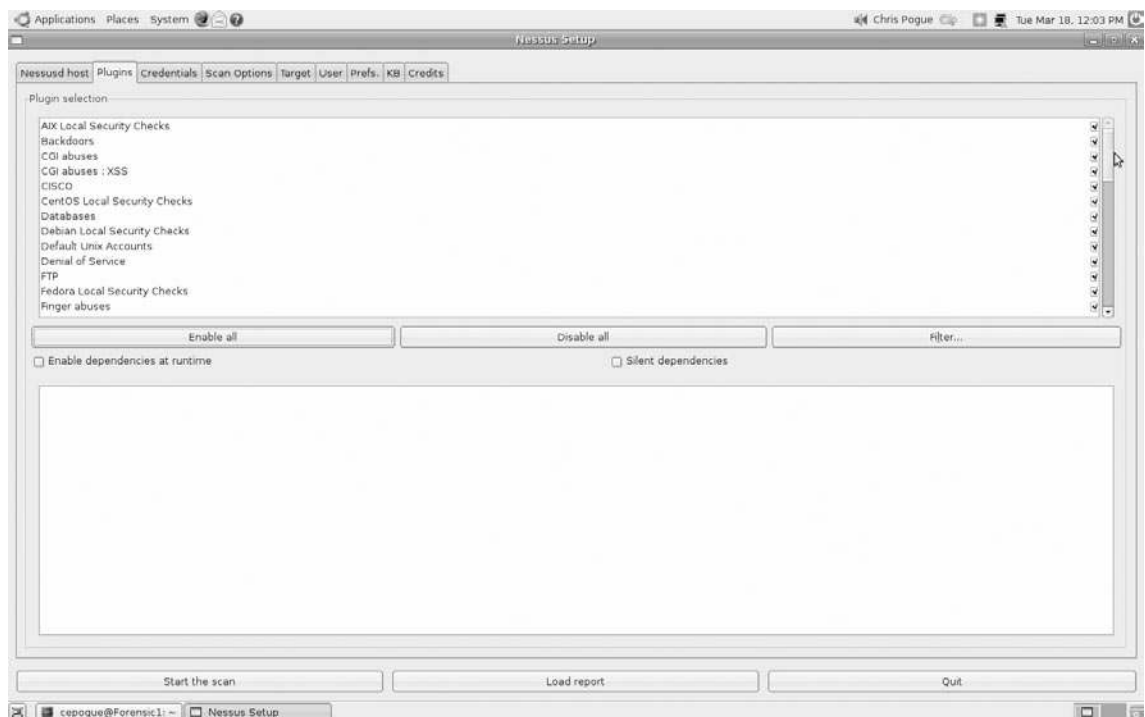 Applications Places System
Chris Pogue
Tue Mar 18, 12:03 PM
Nessus Setup
Nessusd host Plugins Credentials Scan Options Target User Prefs. KB Credits
Plugin selection
AIX Local Security Checks
Backdoors
CGI abuses
CGI abuses : XSS
CISCO
CentOS Local Security Checks
Databases
Debian Local Security Checks
Default Unix Accounts
Denial of Service
FTP
Fedora Local Security Checks
Finger abuses
Enable all Disable all Filter...
Enable dependencies at runtime Silent dependencies
Start the scan Load report Quit
cepogue@Forensic1: ~ Nessus Setup